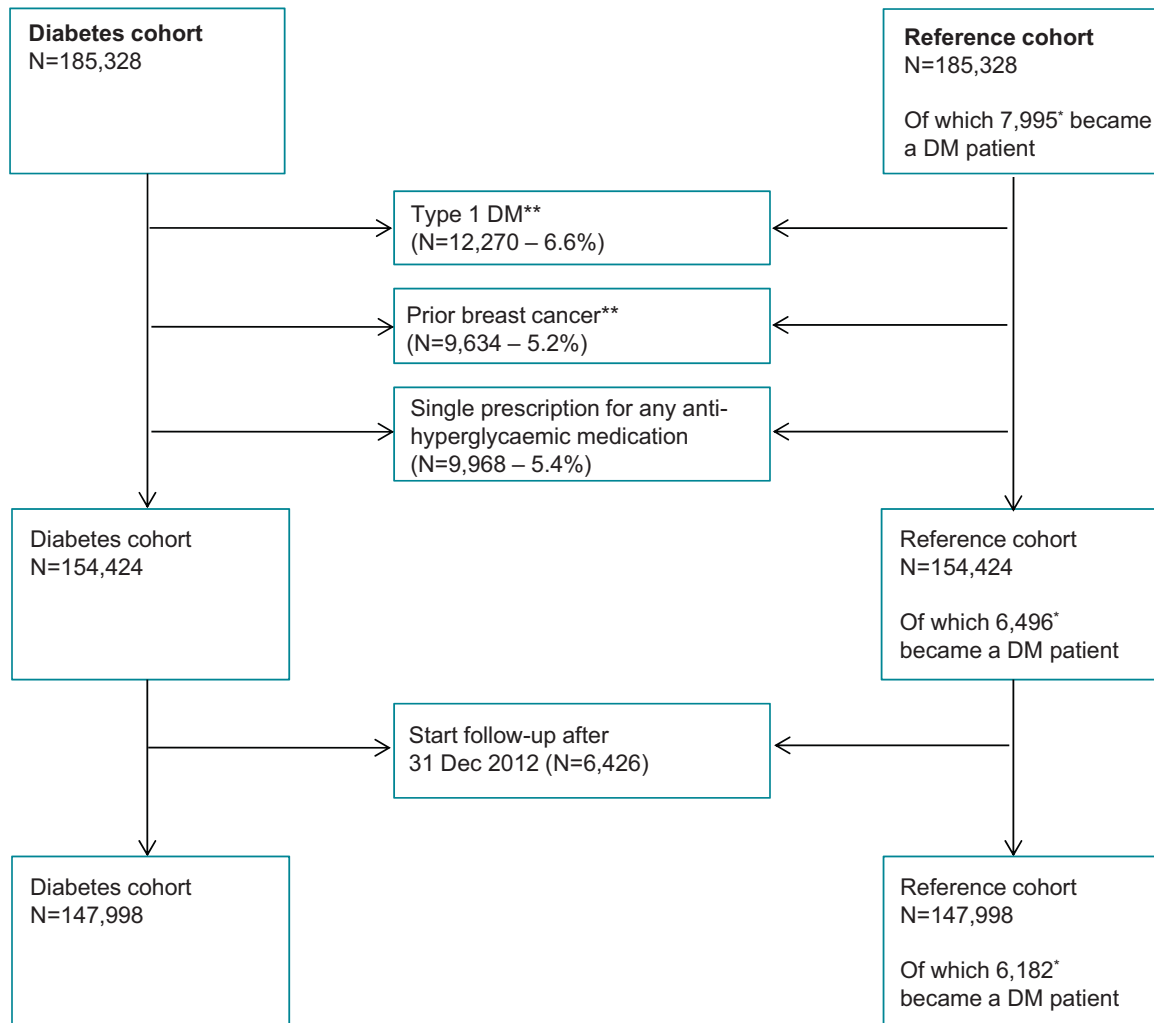 Diabetes cohort
N=185,328
Reference cohort
N=185,328
Of which 7,995* became
a DM patient
Type 1 DM**
(N=12,270 – 6.6%)
Prior breast cancer**
(N=9,634 – 5.2%)
Single prescription for any anti-
hyperglycaemic medication
(N=9,968 – 5.4%)
Diabetes cohort
N=154,424
Reference cohort
N=154,424
Of which 6,496*
became a DM patient
Start follow-up after
31 Dec 2012 (N=6,426)
Diabetes cohort
N=147,998
Reference cohort
N=147,998
Of which 6,182*
became a DM patient